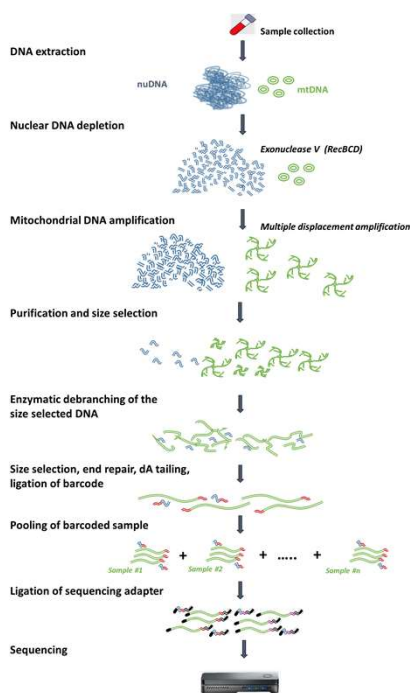 Sample collection
DNA extraction
nuDNA
mtDNA
Nuclear DNA depletion
Exonuclease V (RecBCD)
Mitochondrial DNA amplification
Multiple displacement amplification
Purification and size selection
Enzymatic debranching of the
size selected DNA
Size selection, end repair, dA tailing,
ligation of barcode
Pooling of barcoded sample
+ + ..... +
Sample #1 Sample #2 Sample #n
Ligation of sequencing adapter
Sequencing